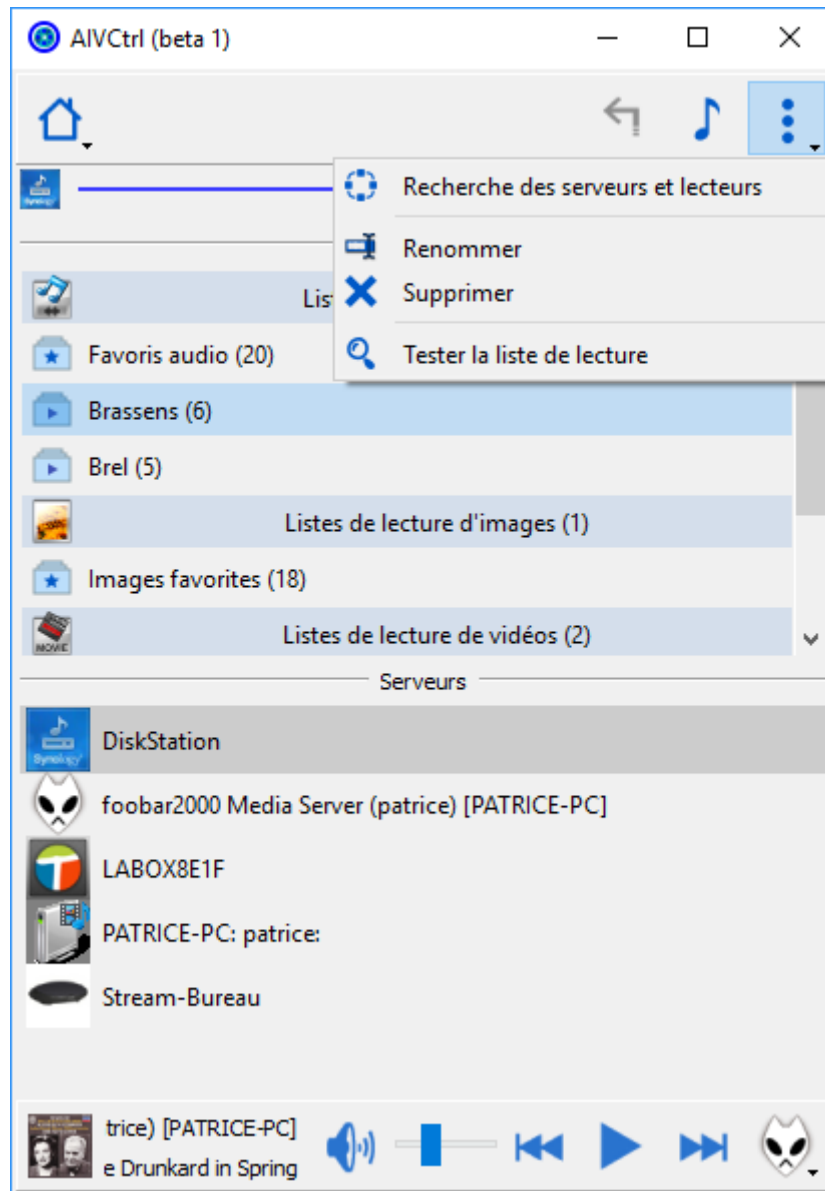 AIVCtrl (beta 1)
Recherche des serveurs et lecteurs
Renommer
Supprimer
Tester la liste de lecture
Favoris audio (20)
Brassens (6)
Brel (5)
Listes de lecture d'images (1)
Images favorites (18)
MOVIE
Listes de lecture de vidéos (2)
Serveurs
Synology
DiskStation
foobar2000 Media Server (patrice) [PATRICE-PC]
LABOX8E1F
PATRICE-PC: patrice:
Stream-Bureau
trice) [PATRICE-PC]
e Drunkard in Spring